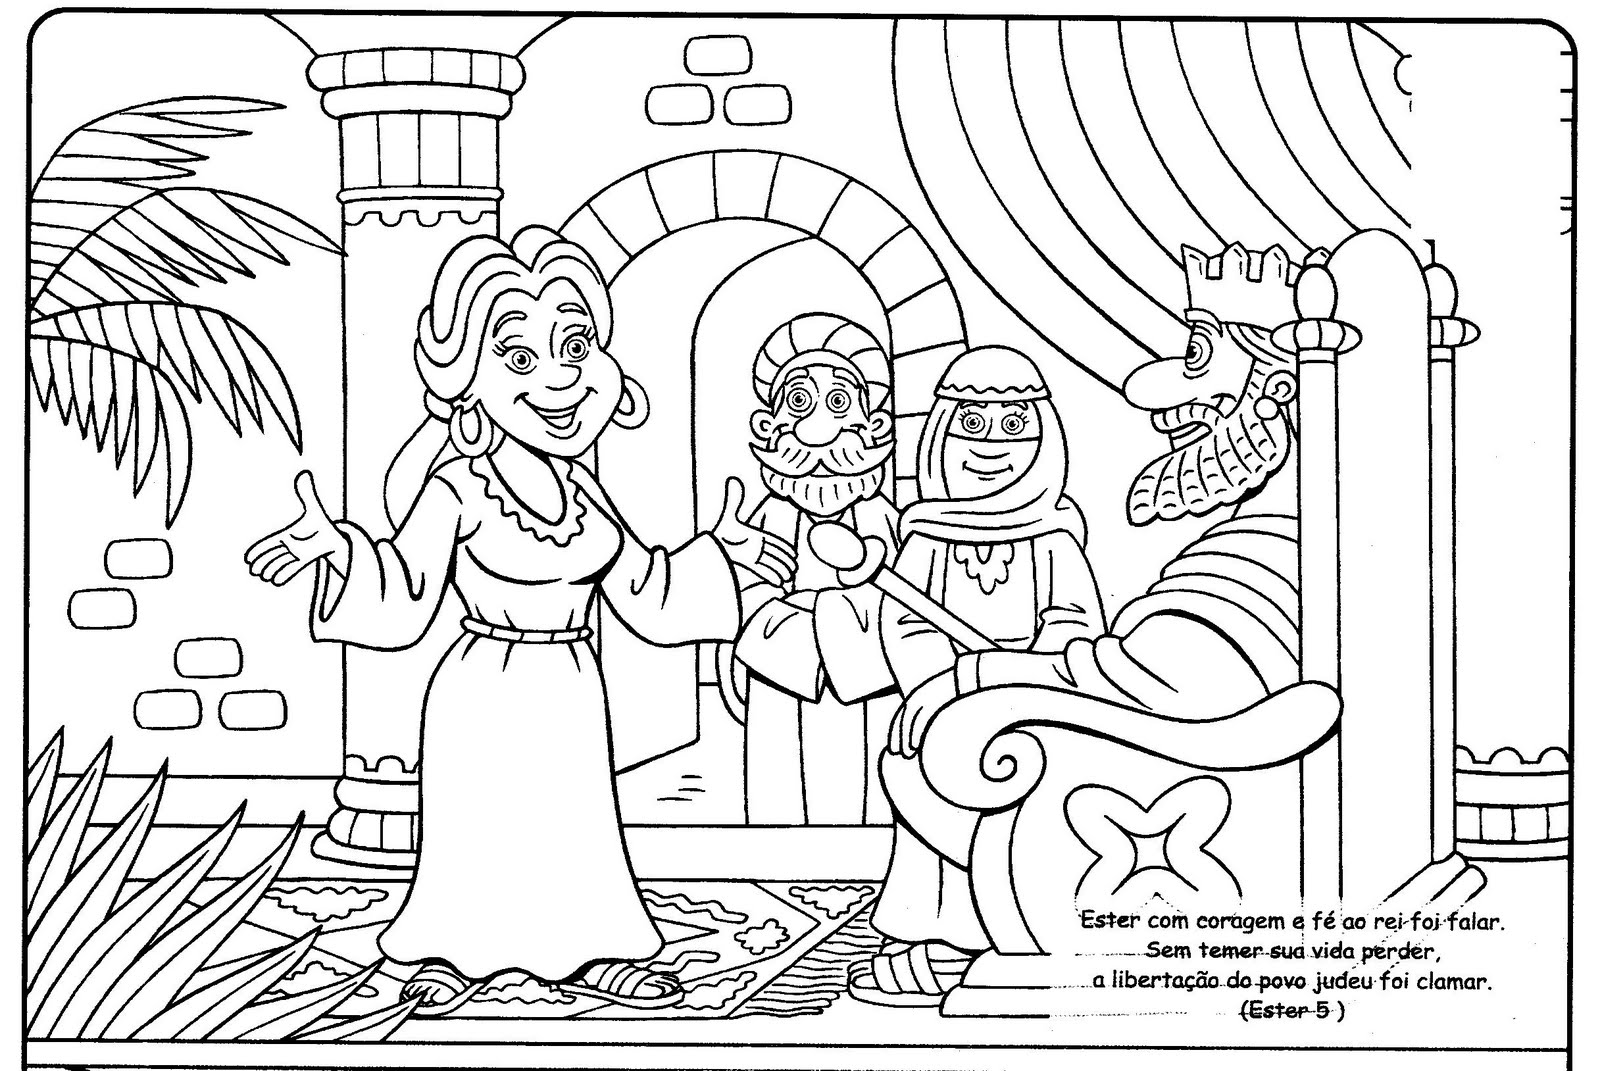 Ester com coragem e fé ao rei foi falar.
Sem temer sua vida perder,
a libertação do povo judeu foi clamar.
(Ester 5 )